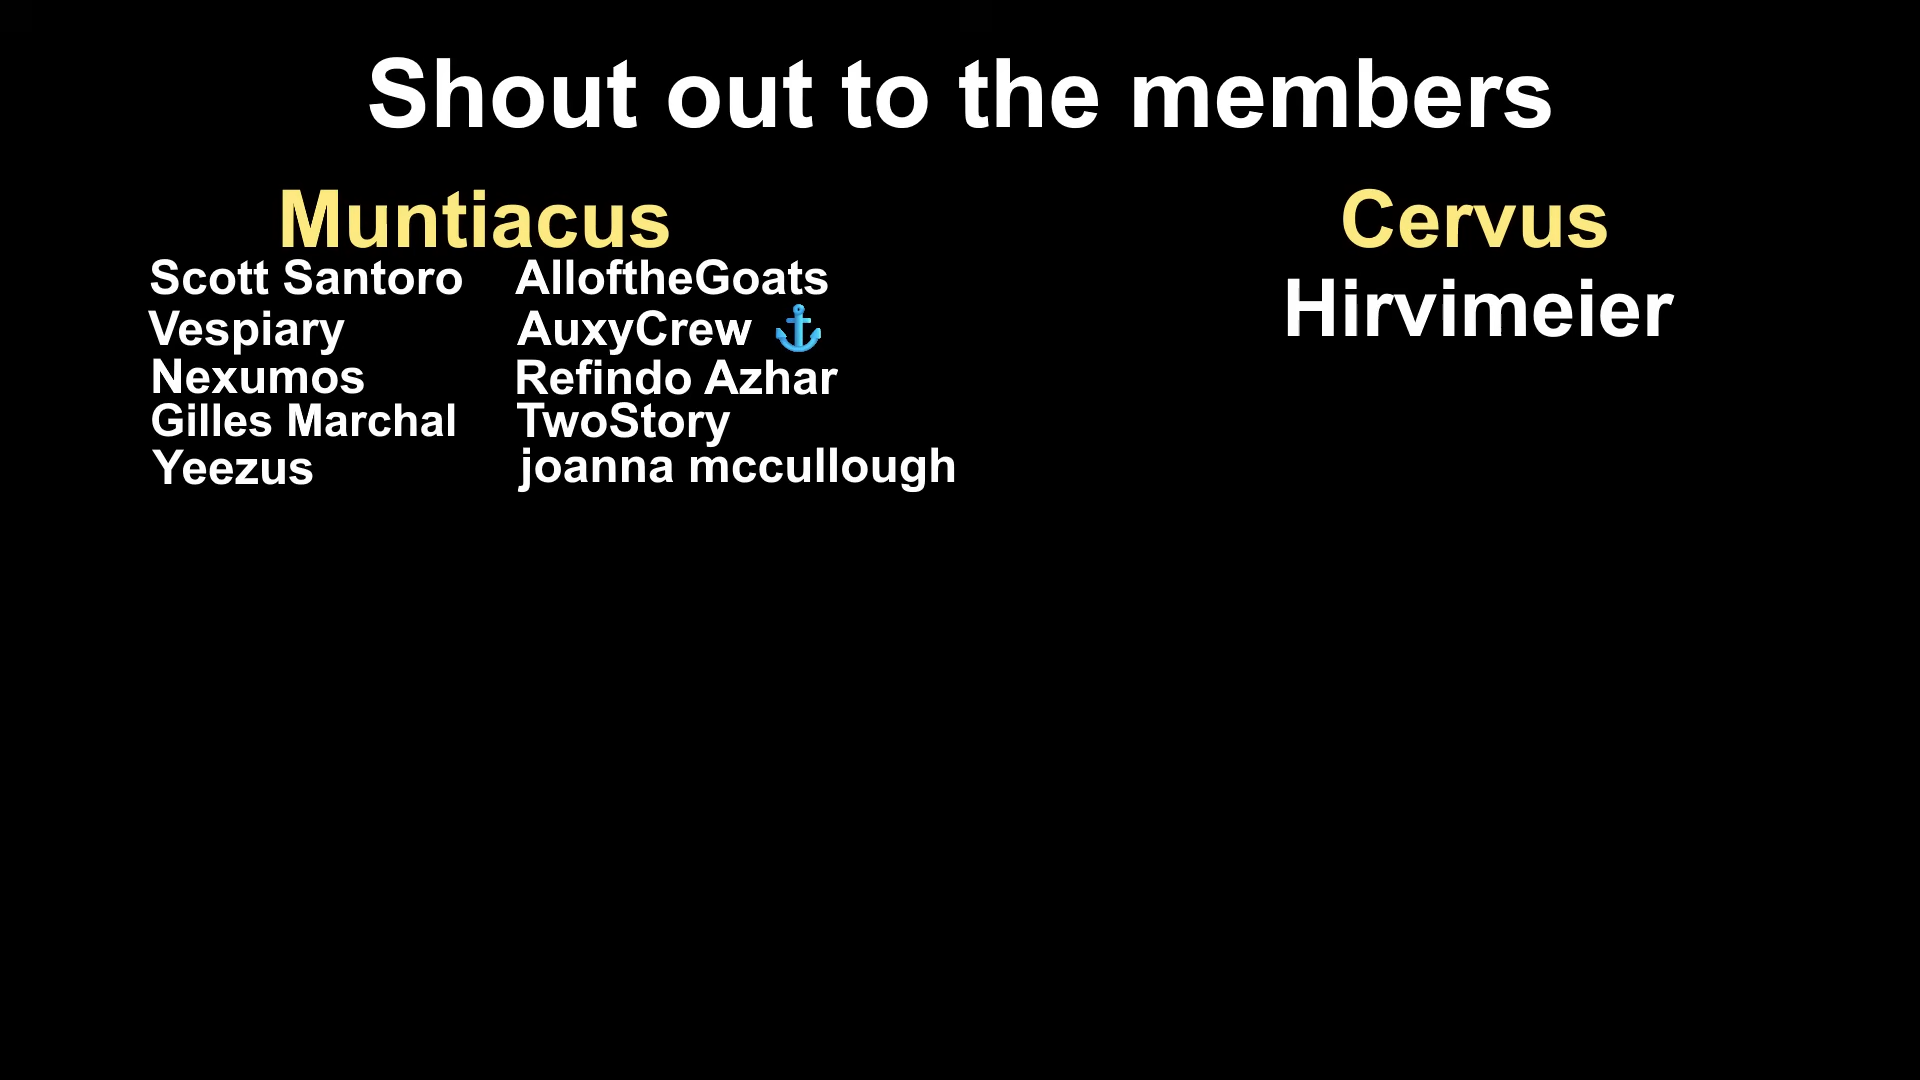 Shout out to the members
Muntiacus
Scott Santoro
Vespiary
Nexumos
Gilles Marchal
Yeezus
AlloftheGoats
AuxyCrew ⚓
Refindo Azhar
TwoStory
joanna mccullough
Cervus
Hirvimeier